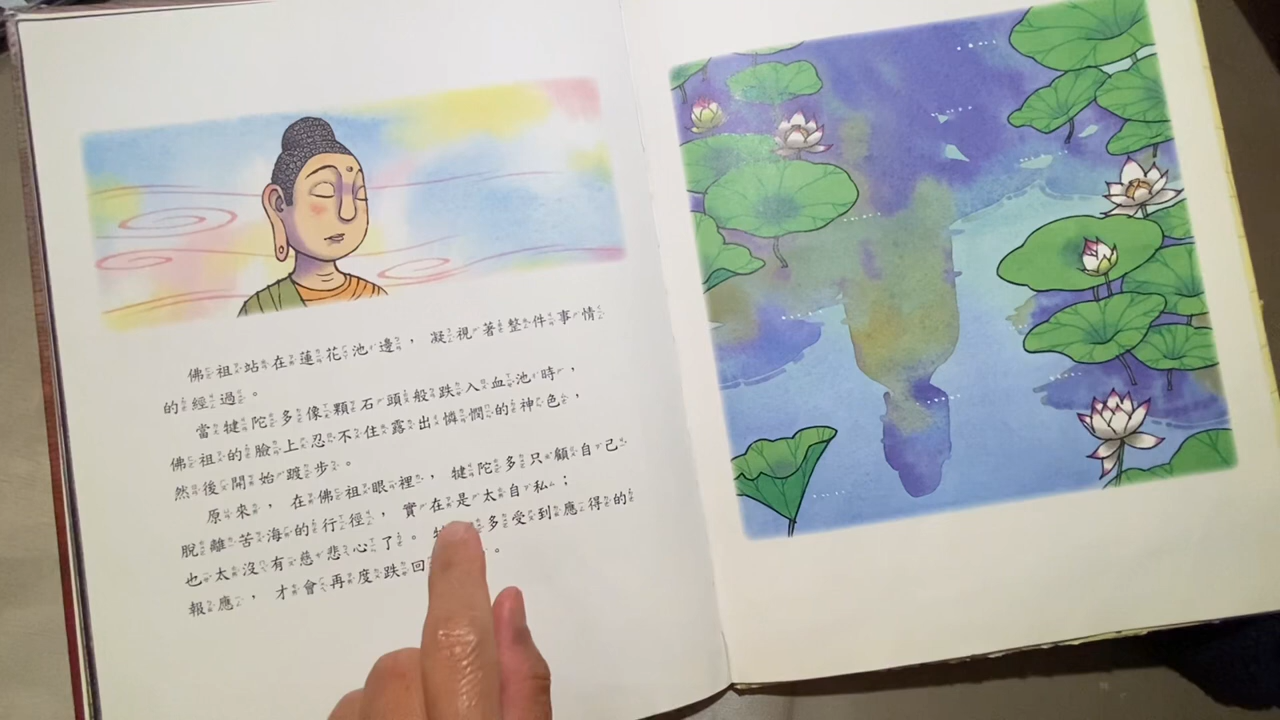 佛祖站在蓮花池邊，凝視著整件事情
的經過。
當犍陀多像顆石頭般跌入血池時，
佛祖的臉上忍不住露出憐憫的神色，
然後開始踱步。
原來，在佛祖眼裡，犍陀多只顧自己
脫離苦海的行徑，實在是太自私；
也太沒有慈悲心了。多受到應得的
報應，才會再度跌回。